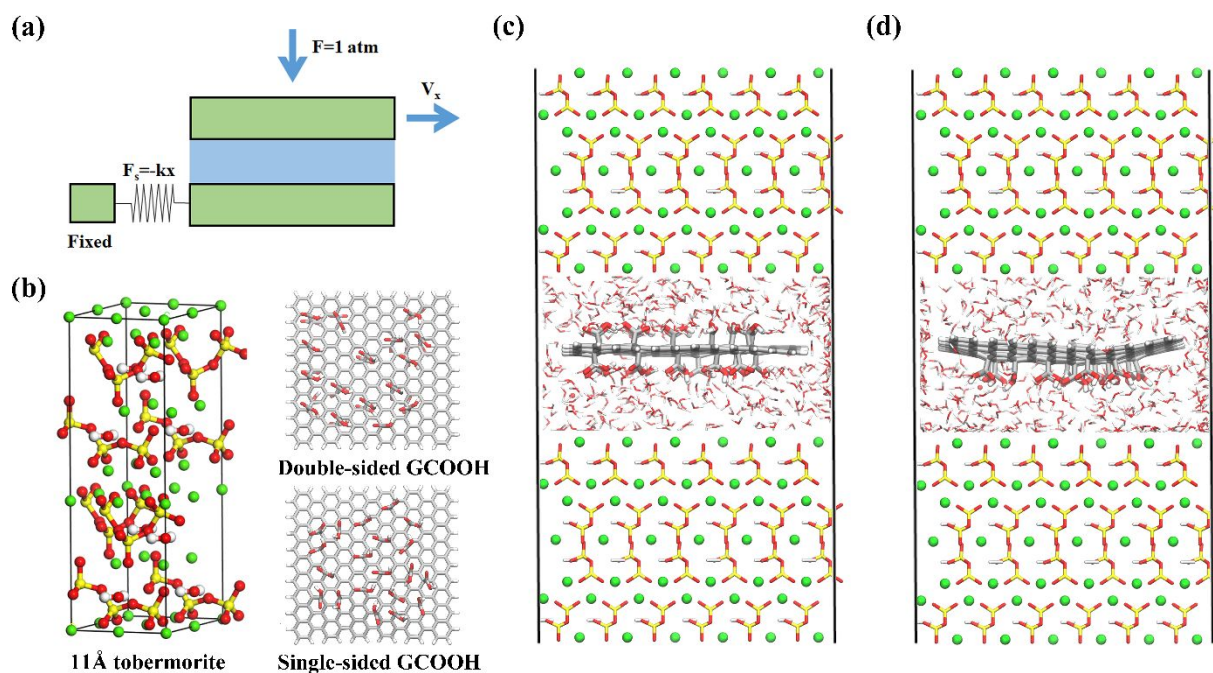 (a)
F=1 atm
Vₓ
Fₛ=-kx
Fixed
(b)
11Å tobermorite
Double-sided GCOOH
Single-sided GCOOH
(c)
(d)